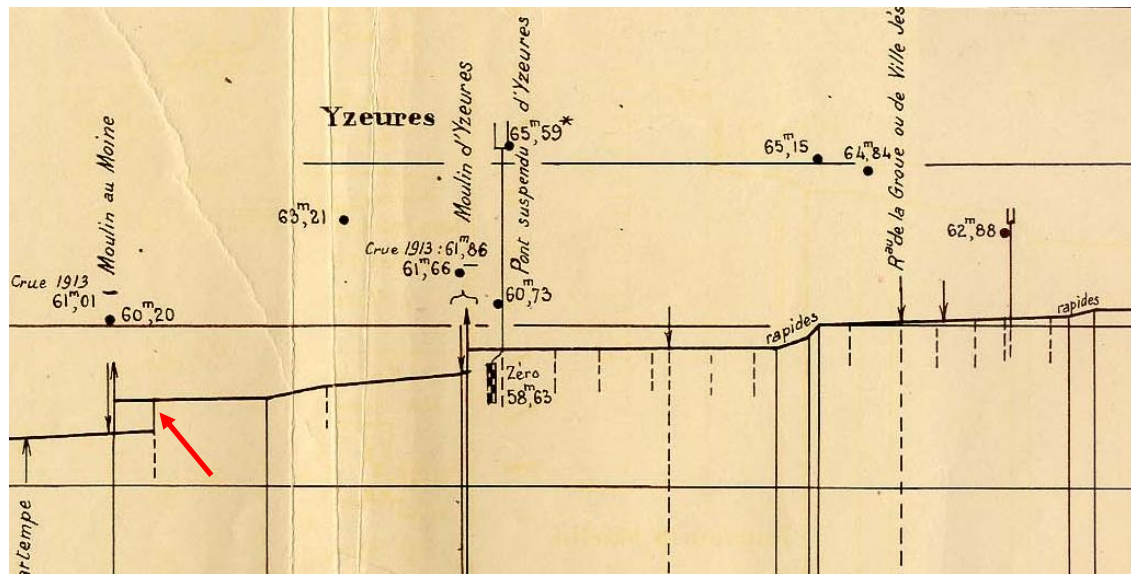 Moulin au Moine
Crue 1913
61m,01
60m,20
Yzeures
63m,21
Moulin d'Yzeures
Crue 1913 : 61m,86
61m,66
65m,59*
Pont suspendu d'Yzeures
60m,73
Zéro
58m,63
65m,15
64m,84
rapides
Rau de la Groue ou de Ville Jés
62m,88
rapides
artempe